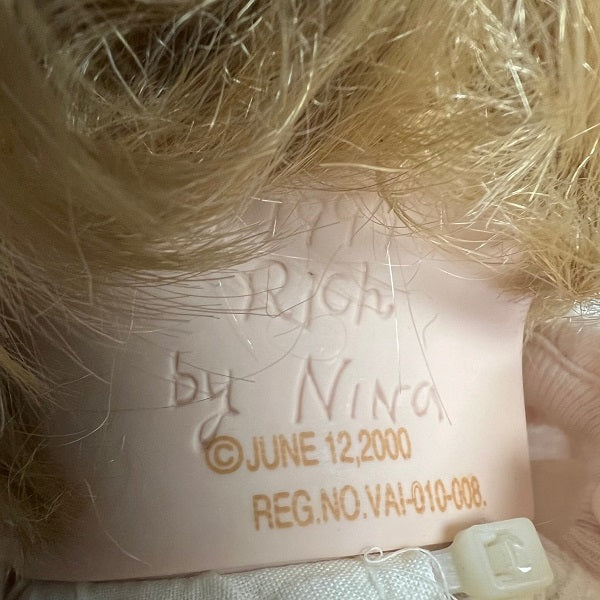 Rich
by Nina
©JUNE 12,2000
REG.NO.VAI-010-008.